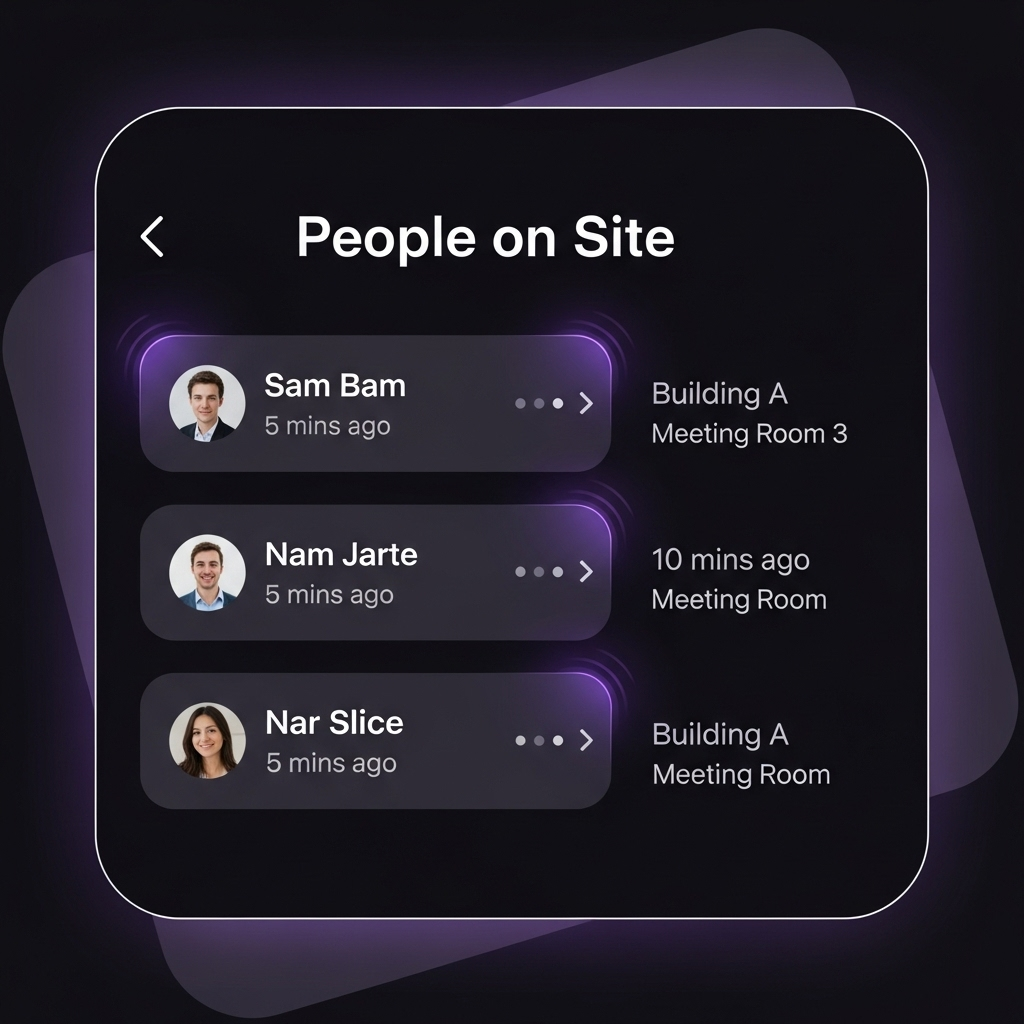 People on Site
Sam Bam
5 mins ago
Building A
Meeting Room 3
Nam Jarte
5 mins ago
10 mins ago
Meeting Room
Nar Slice
5 mins ago
Building A
Meeting Room